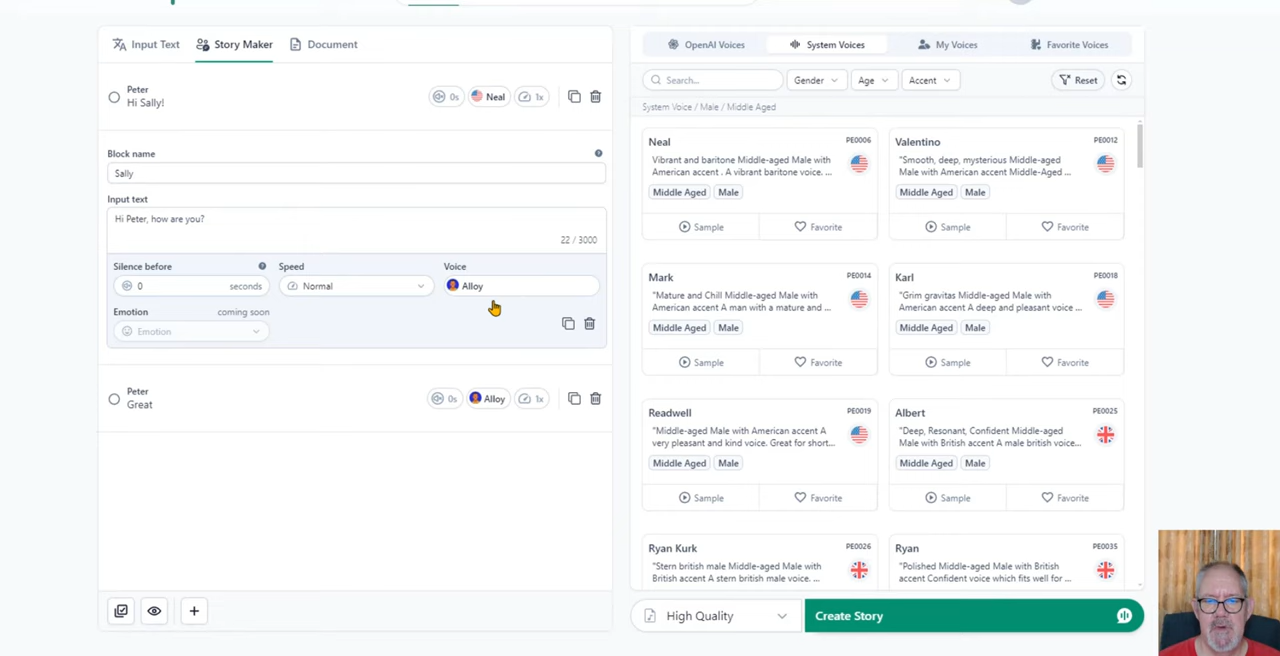 Input Text
Story Maker
Document
Peter
Hi Sally!
0s
Neal
1x
Block name
Sally
Input text
Hi Peter, how are you?
22 / 3000
Silence before
Speed
Voice
0
seconds
Normal
Alloy
Emotion
coming soon
Emotion
Peter
Great
0s
Alloy
1x
OpenAI Voices
System Voices
My Voices
Favorite Voices
Search...
Gender
Age
Accent
Reset
System Voice / Male / Middle Aged
Neal
PE0006
Vibrant and baritone Middle-aged Male with
American accent . A vibrant baritone voice. ...
Middle Aged
Male
Sample
Favorite
Valentino
PE0012
"Smooth, deep, mysterious Middle-aged
Male with American accent Middle-Aged ...
Middle Aged
Male
Sample
Favorite
Mark
PE0014
"Mature and Chill Middle-aged Male with
American accent A man with a mature and ...
Middle Aged
Male
Sample
Favorite
Karl
PE0018
"Grim gravitas Middle-aged Male with
American accent A deep and pleasant voice ...
Middle Aged
Male
Sample
Favorite
Readwell
PE0019
"Middle-aged Male with American accent A
very pleasant and kind voice. Great for short...
Middle Aged
Male
Sample
Favorite
Albert
PE0025
"Deep, Resonant, Confident Middle-aged
Male with British accent A male british voice...
Middle Aged
Male
Sample
Favorite
Ryan Kurk
PE0026
"Stern british male Middle-aged Male with
British accent A stern british male voice. ...
Ryan
PE0035
"Polished Middle-aged Male with British
accent Confident voice which fits well for ...
High Quality
Create Story